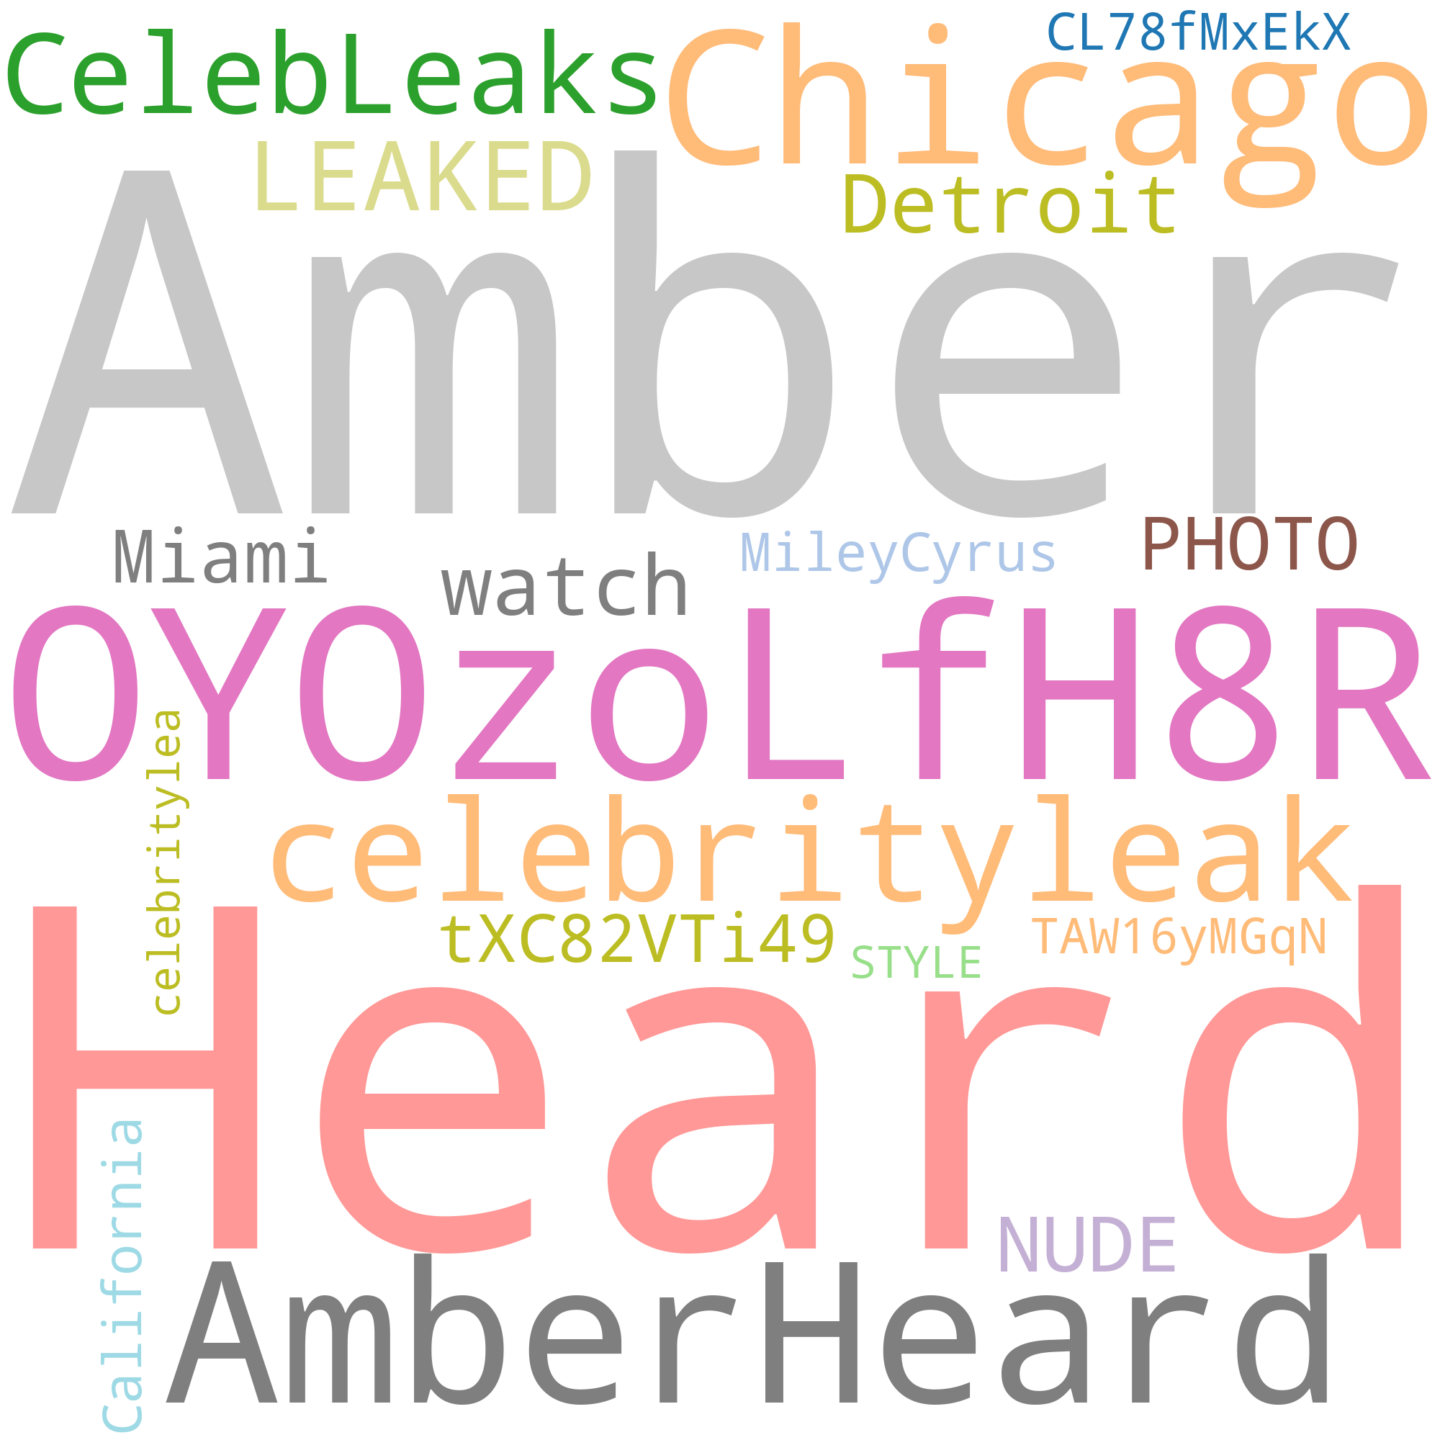 CelebLeaks
Chicago
CL78fMxEkX
LEAKED
Detroit
Amber
Miami
watch
MileyCyrus
PHOTO
OYOzoLfH8R
celebritylea
celebrityleak
tXC82VTi49
STYLE
TAW16yMGqN
Heard
California
NUDE
AmberHeard